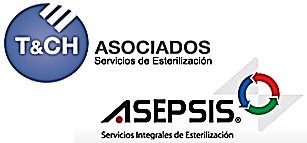 T&CH
ASOCIADOS
Servicios de Esterilización
ASEPSIS®
Servicios Integrales de Esterilización